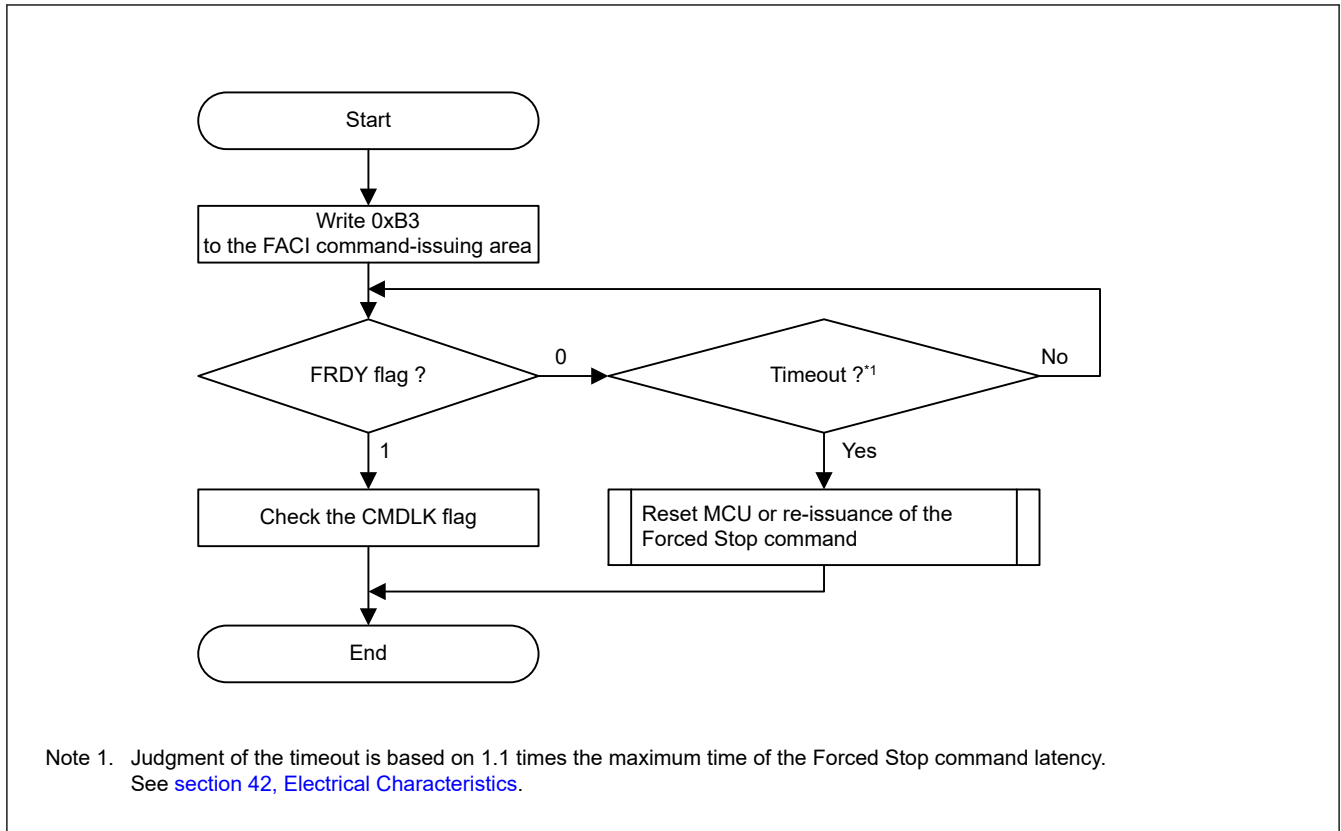 Start
Write 0xB3
to the FACI command-issuing area
FRDY flag ?
0
Timeout ?*1
No
1
Yes
Check the CMDLK flag
Reset MCU or re-issuance of the
Forced Stop command
End
Note 1. Judgment of the timeout is based on 1.1 times the maximum time of the Forced Stop command latency.
See section 42, Electrical Characteristics.